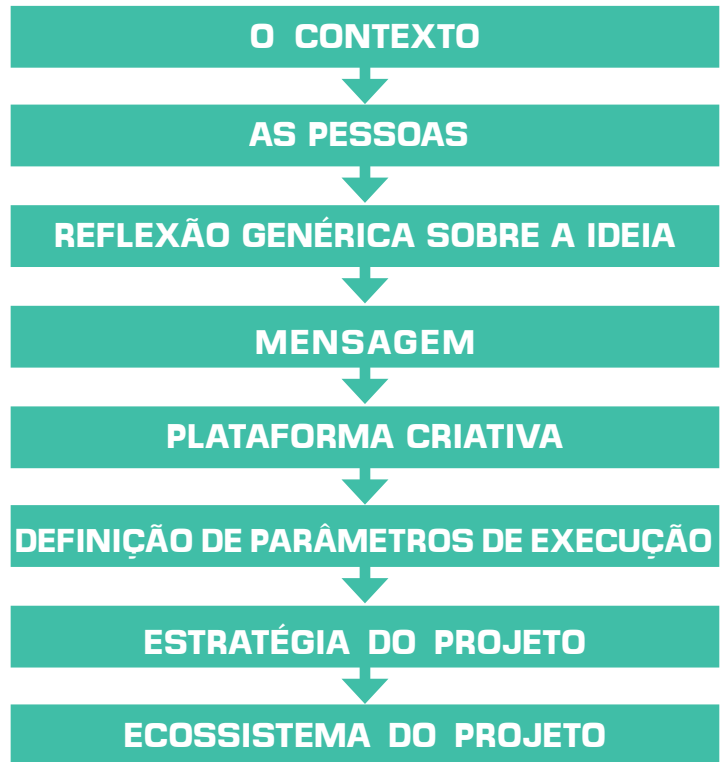 O CONTEXTO
AS PESSOAS
REFLEXÃO GENÉRICA SOBRE A IDEIA
MENSAGEM
PLATAFORMA CRIATIVA
DEFINIÇÃO DE PARÂMETROS DE EXECUÇÃO
ESTRATÉGIA DO PROJETO
ECOSSISTEMA DO PROJETO